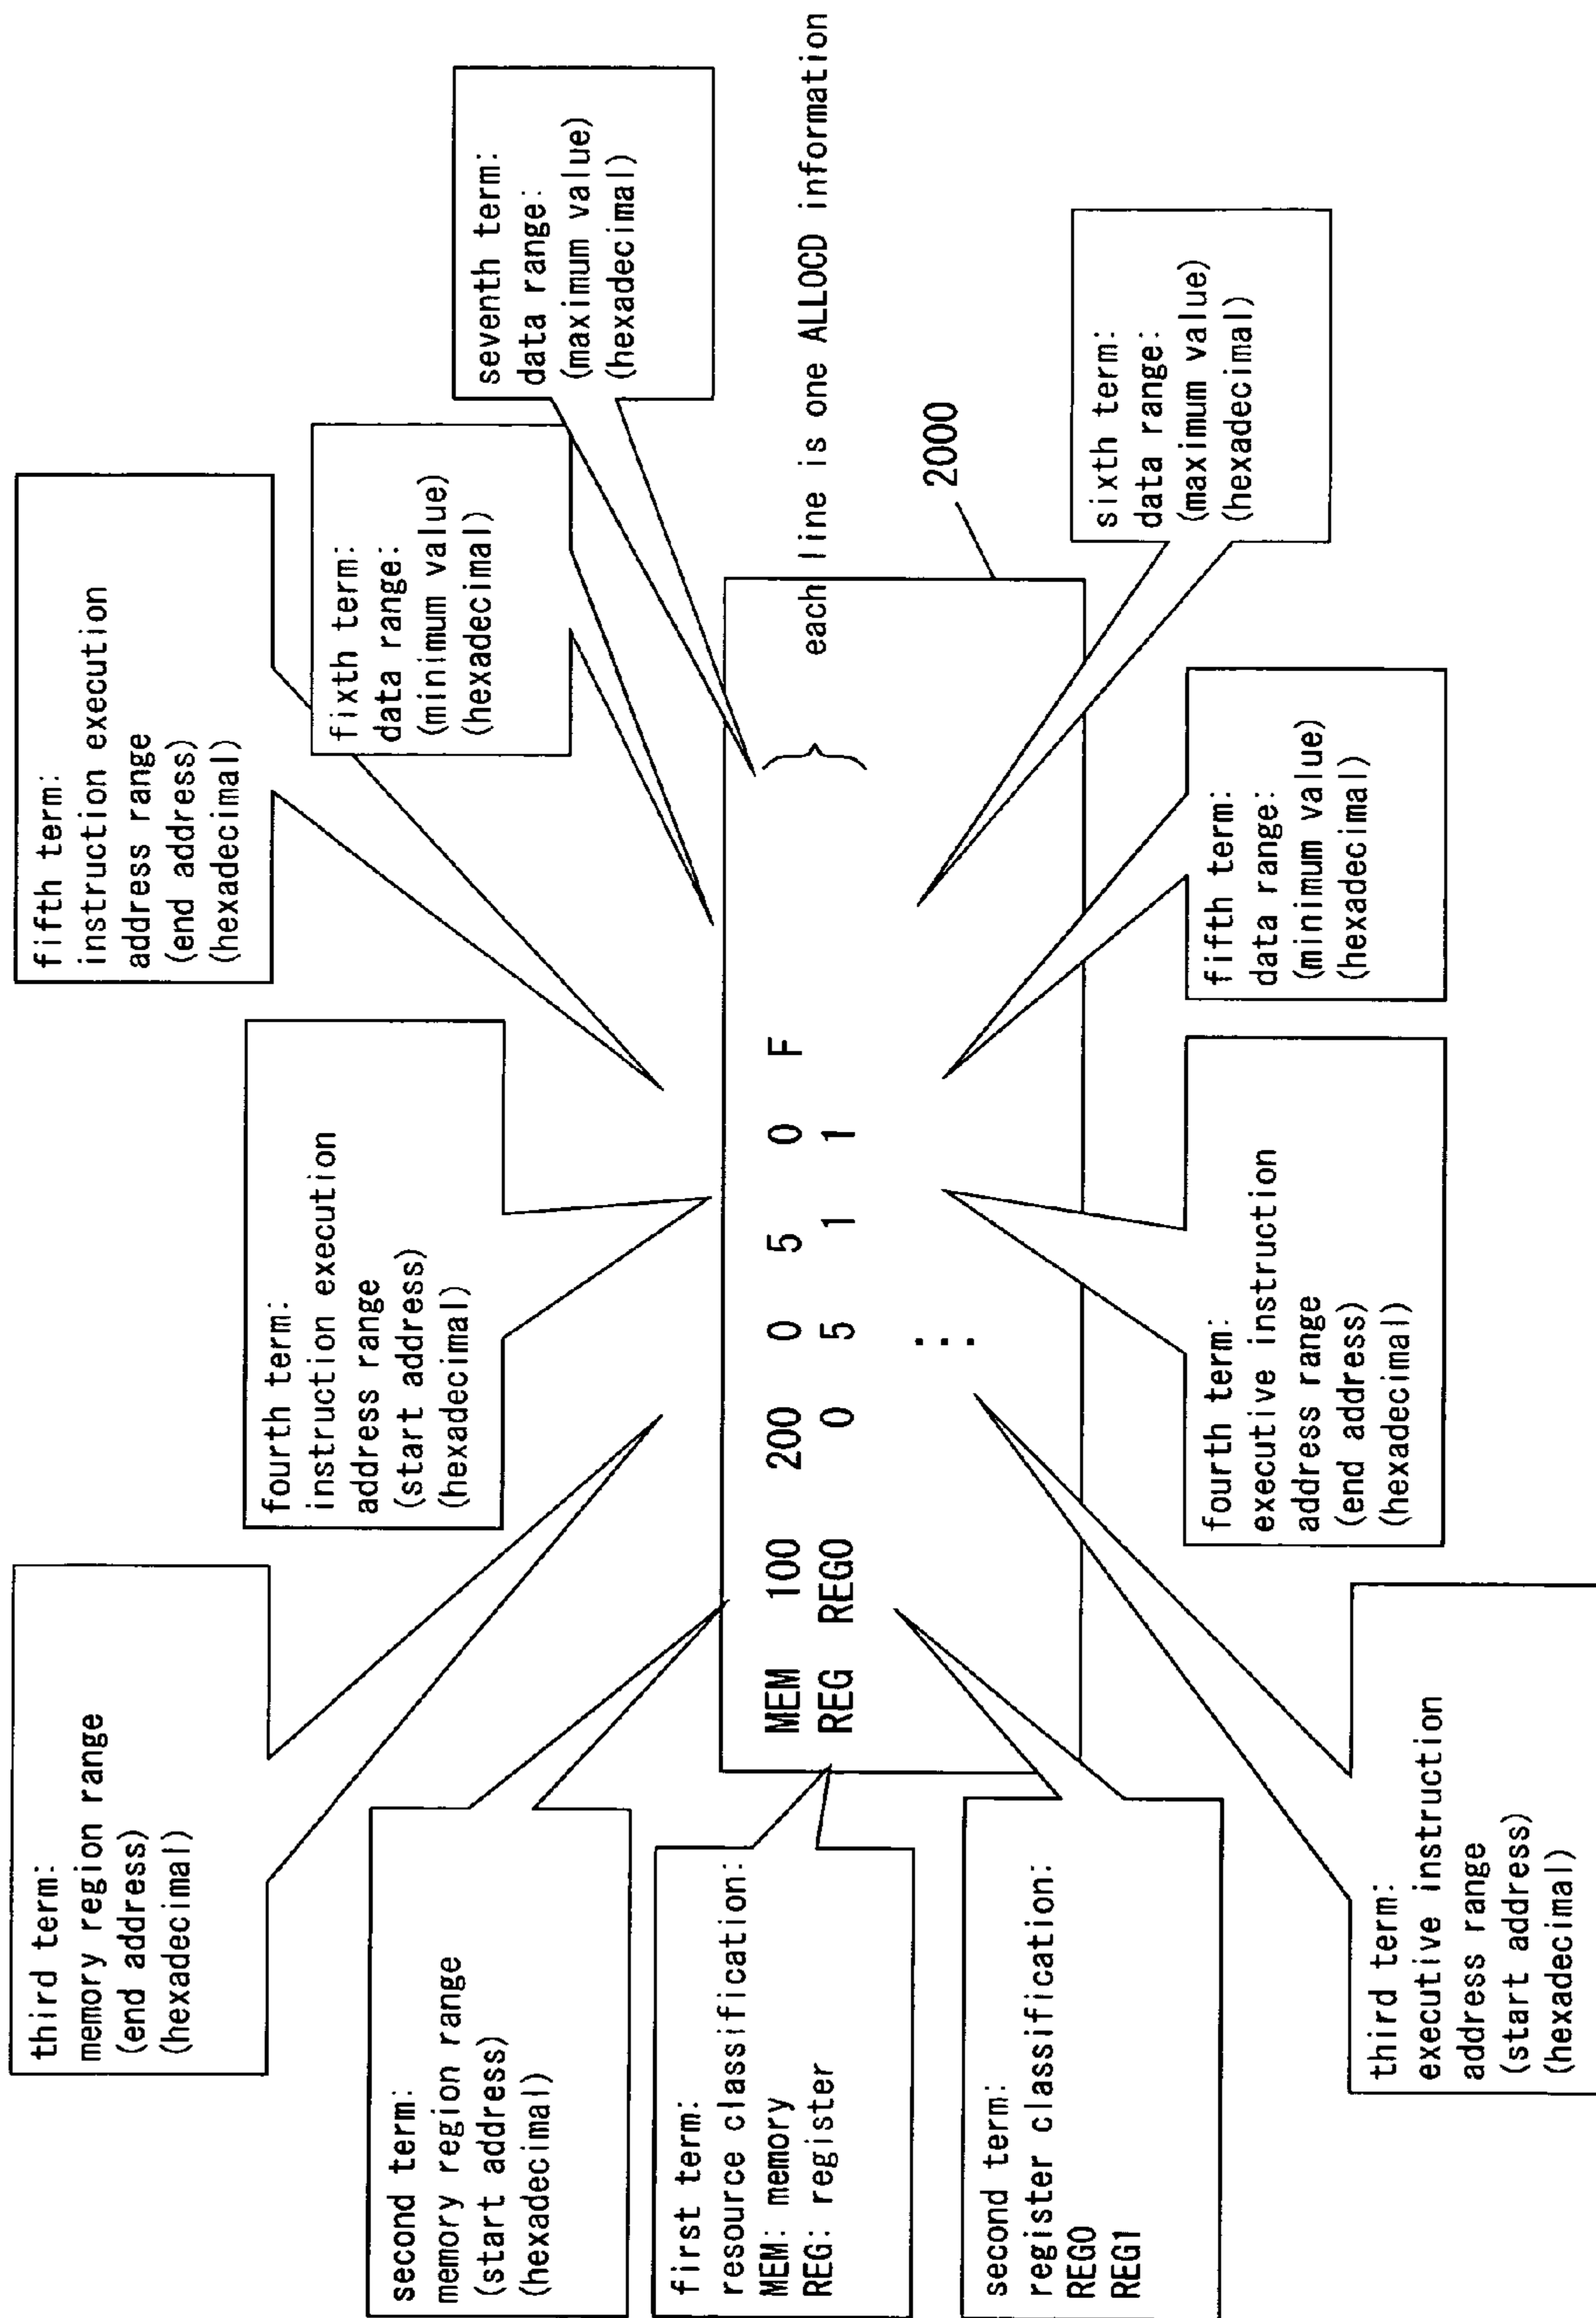 third term:
memory region range
(end address)
(hexadecimal)
second term:
memory region range
(start address)
(hexadecimal)
fourth term:
instruction execution
address range
(start address)
(hexadecimal)
fifth term:
instruction execution
address range
(end address)
(hexadecimal)
fixth term:
data range:
(minimum value)
(hexadecimal)
seventh term:
data range:
(maximum value)
(hexadecimal)
first term:
resource classification:
MEM: memory
REG: register
MEM 100 200 0 5 0 F
REG REG0 0 5 1 1
⋮
each line is one ALLOCD information
2000
second term:
register classification:
REG0
REG1
third term:
executive instruction
address range
(start address)
(hexadecimal)
fourth term:
executive instruction
address range
(end address)
(hexadecimal)
fifth term:
data range:
(minimum value)
(hexadecimal)
sixth term:
data range:
(maximum value)
(hexadecimal)